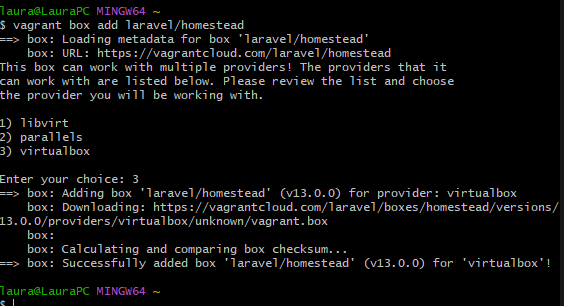 laura@LauraPC MINGW64 ~
$ vagrant box add laravel/homestead
==> box: Loading metadata for box 'laravel/homestead'
    box: URL: https://vagrantcloud.com/laravel/homestead
This box can work with multiple providers! The providers that it
can work with are listed below. Please review the list and choose
the provider you will be working with.

1) libvirt
2) parallels
3) virtualbox

Enter your choice: 3
==> box: Adding box 'laravel/homestead' (v13.0.0) for provider: virtualbox
    box: Downloading: https://vagrantcloud.com/laravel/boxes/homestead/versions/
13.0.0/providers/virtualbox/unknown/vagrant.box
    box:
    box: Calculating and comparing box checksum...
==> box: Successfully added box 'laravel/homestead' (v13.0.0) for 'virtualbox'!

laura@LauraPC MINGW64 ~
$